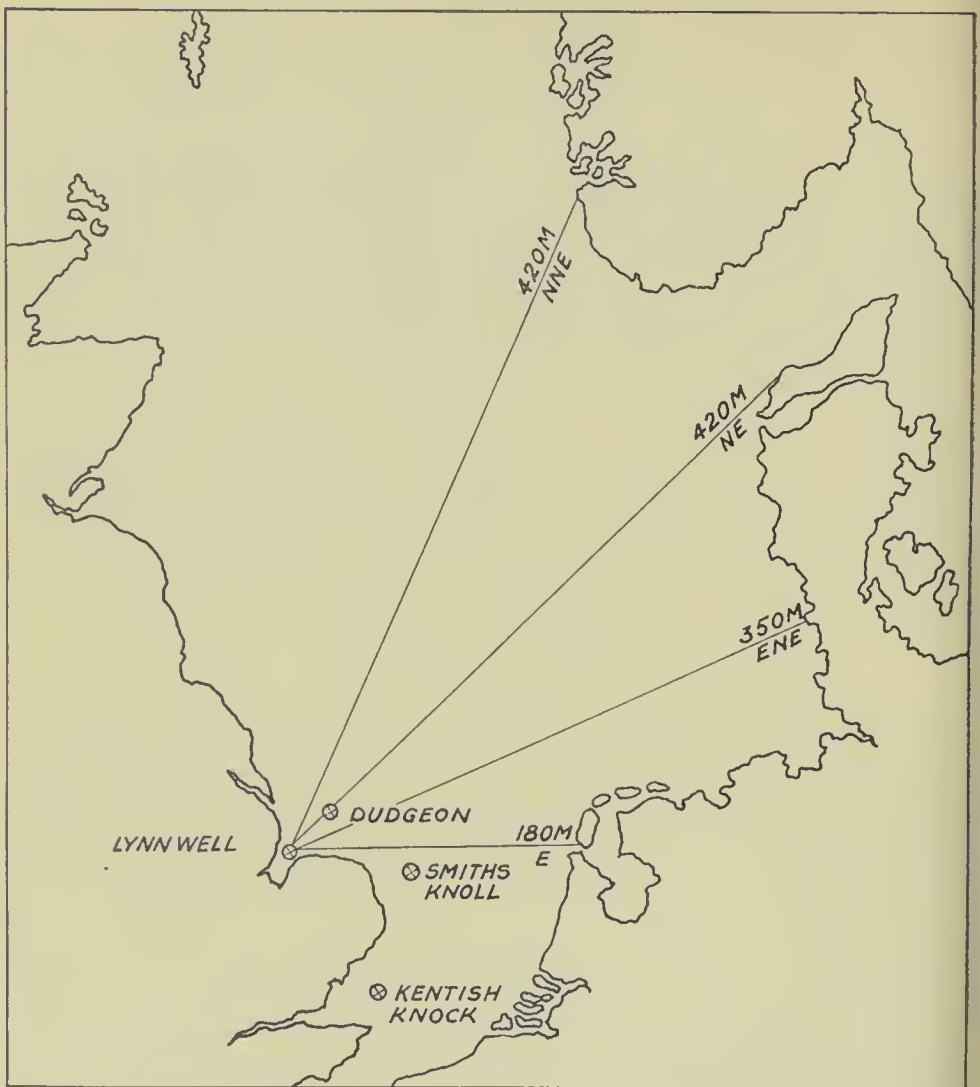 420M
NNE
420M
NE
350M
ENE
DUDGEON
LYNN WELL
180M
E
SMITHS
KNOLL
KENTISH
KNOCK